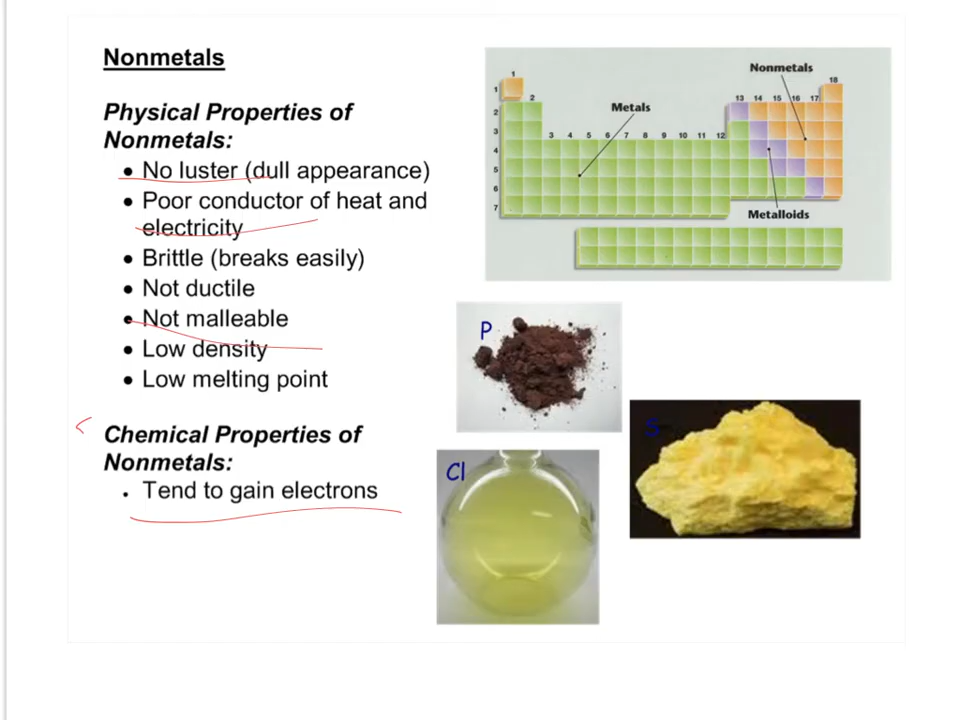 Nonmetals
Physical Properties of
Nonmetals:
• No luster (dull appearance)
• Poor conductor of heat and
electricity
• Brittle (breaks easily)
• Not ductile
• Not malleable
• Low density
• Low melting point
Chemical Properties of
Nonmetals:
• Tend to gain electrons
Nonmetals
18
1
1
2
13 14 15 16 17
2
Metals
3
3 4 5 6 7 8 9 10 11 12
4
5
6
7
Metalloids
P
S
Cl